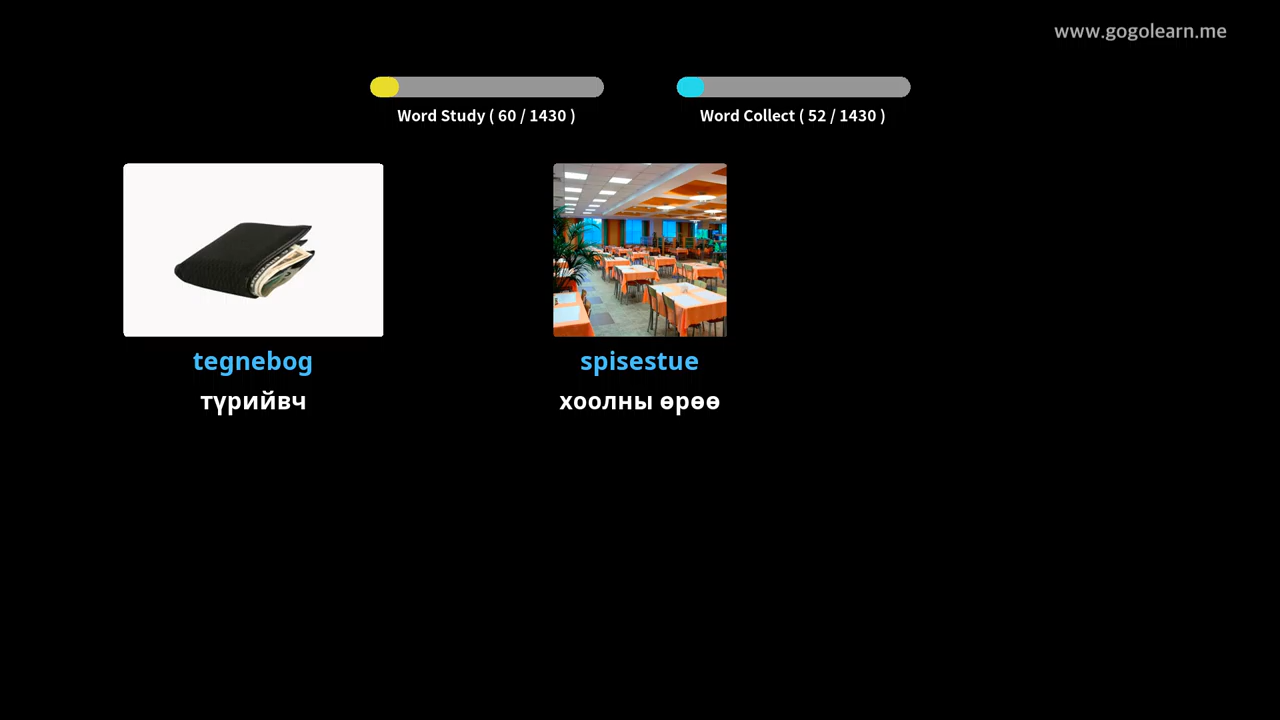 www.gogolearn.me
Word Study ( 60 / 1430 )
Word Collect ( 52 / 1430 )
tegnebog
spisestue
түрийвч
хоолны өрөө